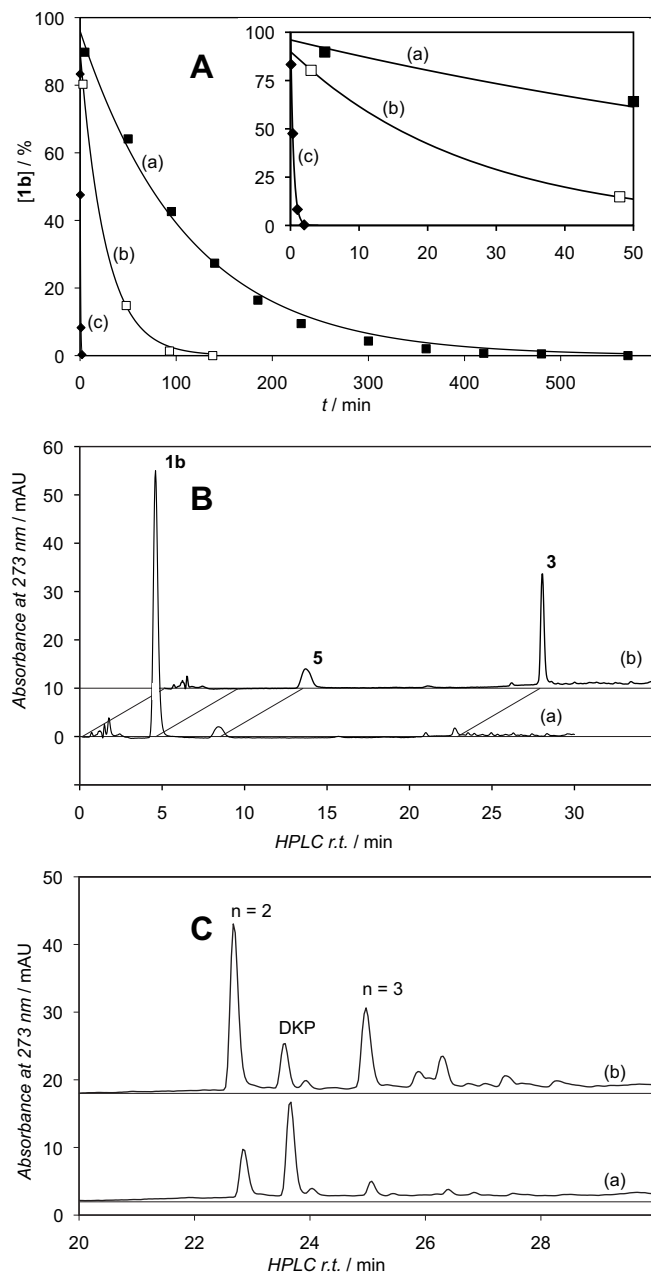 A
[1b] / %
100
80
60
40
20
0
0 100 200 300 400 500
t / min
(a)
(b)
(c)
100
75
50
25
0
0 10 20 30 40 50
(a)
(b)
(c)
B
Absorbance at 273 nm / mAU
60
50
40
30
20
10
0
0 5 10 15 20 25 30
HPLC r.t. / min
1b
5
3
(b)
(a)
C
Absorbance at 273 nm / mAU
50
40
30
20
10
0
20 22 24 26 28
HPLC r.t. / min
n = 2
DKP
n = 3
(b)
(a)